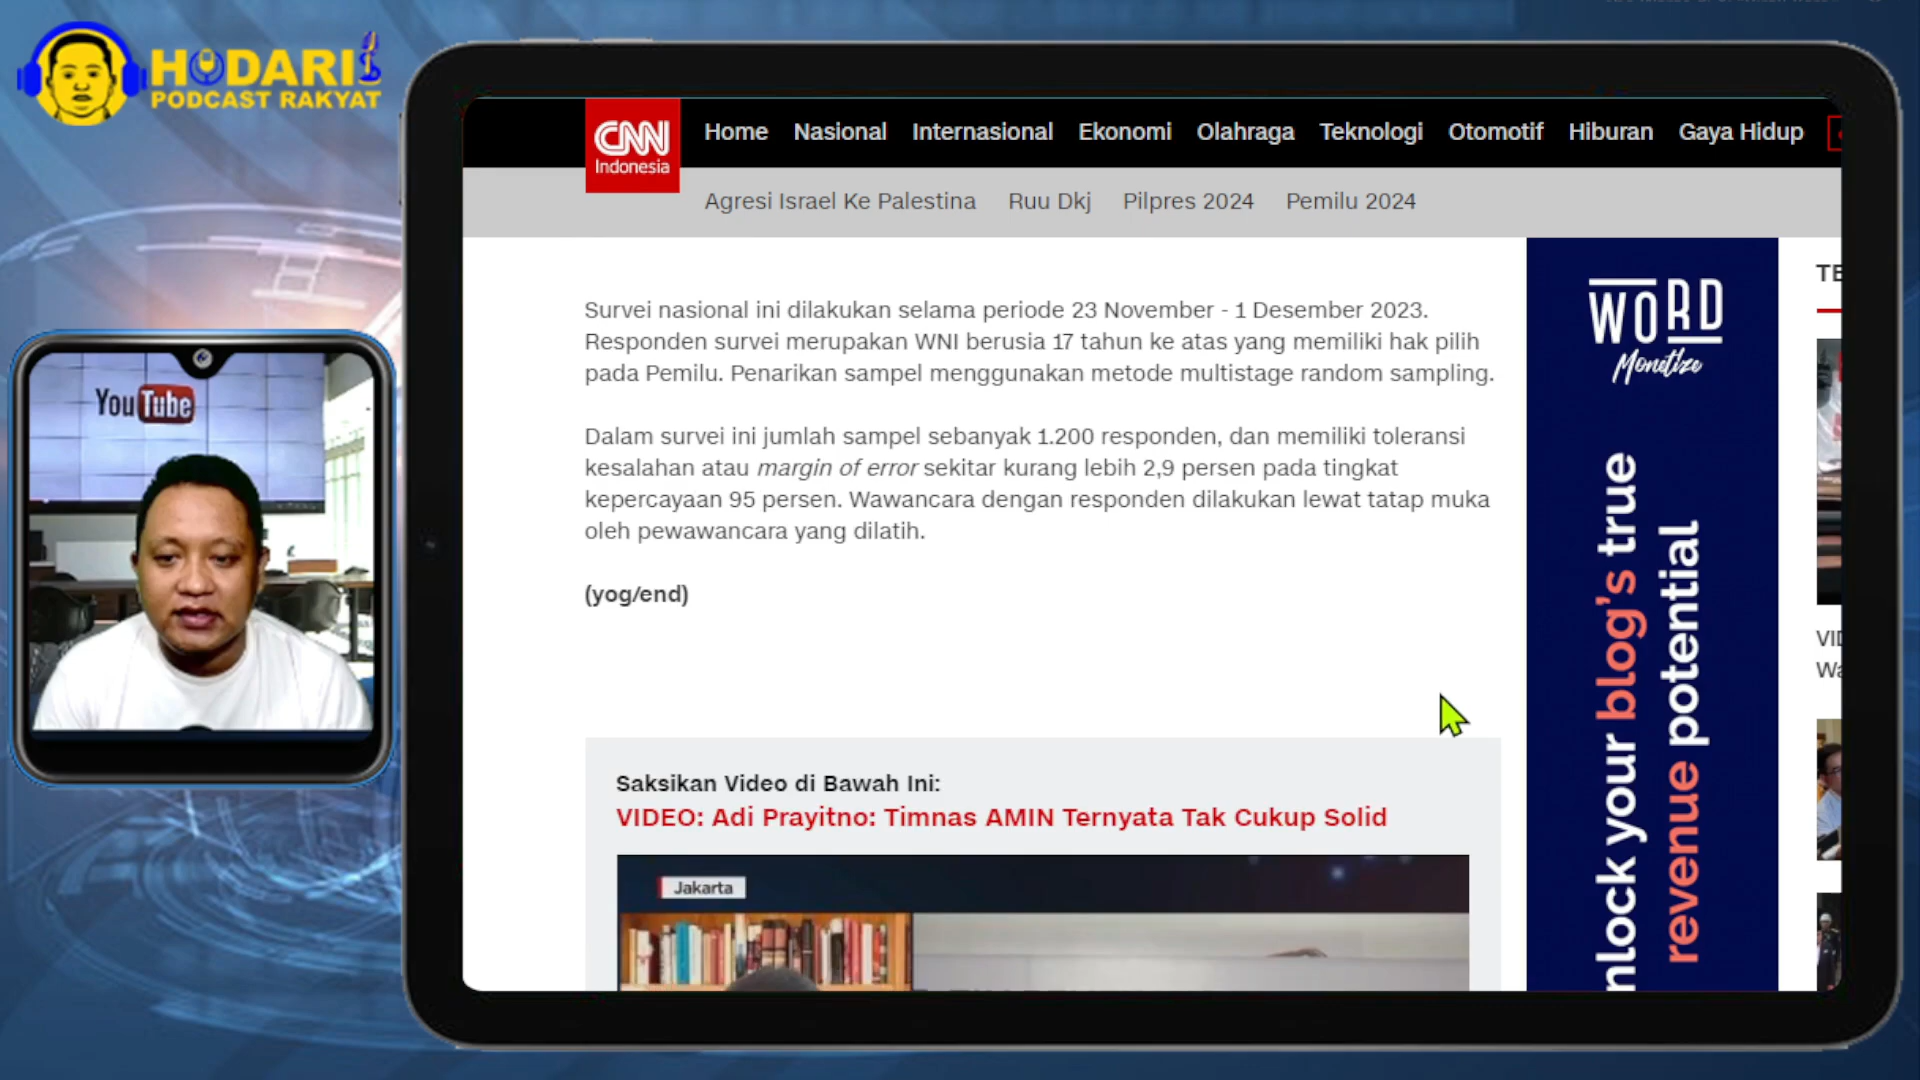 HODARI
PODCAST RAKYAT
YouTube
CNN
Indonesia
Home Nasional Internasional Ekonomi Olahraga Teknologi Otomotif Hiburan Gaya Hidup
Agresi Israel Ke Palestina Ruu Dkj Pilpres 2024 Pemilu 2024
Survei nasional ini dilakukan selama periode 23 November - 1 Desember 2023.
Responden survei merupakan WNI berusia 17 tahun ke atas yang memiliki hak pilih
pada Pemilu. Penarikan sampel menggunakan metode multistage random sampling.
Dalam survei ini jumlah sampel sebanyak 1.200 responden, dan memiliki toleransi
kesalahan atau margin of error sekitar kurang lebih 2,9 persen pada tingkat
kepercayaan 95 persen. Wawancara dengan responden dilakukan lewat tatap muka
oleh pewawancara yang dilatih.
(yog/end)
Saksikan Video di Bawah Ini:
VIDEO: Adi Prayitno: Timnas AMIN Ternyata Tak Cukup Solid
Jakarta
WORD
Monetize
nlock your blog's true
revenue potential
TE
VID
Wa